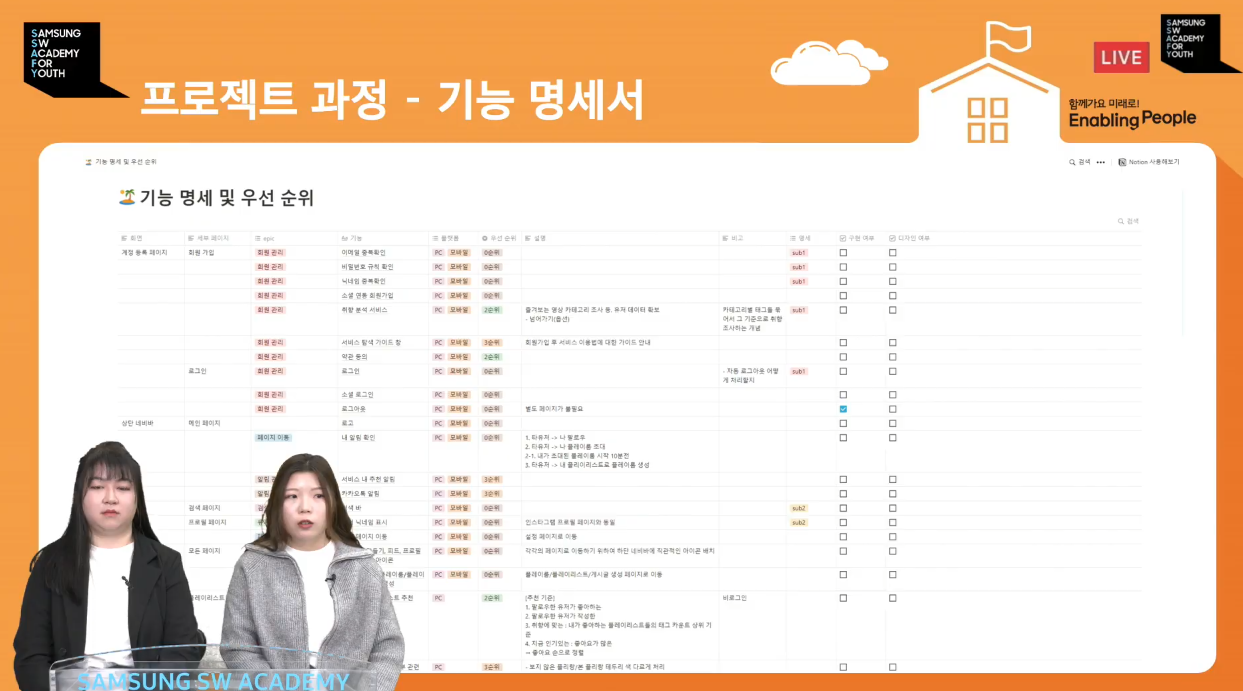 SAMSUNG
SW
ACADEMY
FOR
YOUTH
프로젝트 과정 - 기능 명세서
LIVE
SAMSUNG
SW
ACADEMY
FOR
YOUTH
함께가요 미래로!
Enabling People
기능 명세 및 우선 순위
검색 ••• Notion 사용해보기
기능 명세 및 우선 순위
검색
화면 세부 페이지 epic 기능 플랫폼 우선 순위 설명 비고 명세 구현 여부 디자인 여부
계정 등록 페이지 회원 가입 회원 관리 이메일 중복확인 PC 모바일 0순위 sub1
회원 관리 비밀번호 규칙 확인 PC 모바일 0순위 sub1
회원 관리 닉네임 중복확인 PC 모바일 0순위 sub1
회원 관리 소셜 연동 회원가입 PC 모바일 0순위
회원 관리 취향 분석 서비스 PC 모바일 2순위 즐겨보는 영상 카테고리 조사 등, 유저 데이터 확보 카테고리별 태그들 묶 sub1
- 넘어가기(옵션) 어서 그 기준으로 취향
조사하는 개념
회원 관리 서비스 탐색 가이드 창 PC 모바일 3순위 회원가입 후 서비스 이용법에 대한 가이드 안내
회원 관리 약관 동의 PC 모바일 2순위
로그인 회원 관리 로그인 PC 모바일 0순위 - 자동 로그아웃 어떻 sub1
게 처리할지
회원 관리 소셜 로그인 PC 모바일 0순위
회원 관리 로그아웃 PC 모바일 0순위 별도 페이지가 불필요
상단 네비바 메인 페이지 로고 PC 모바일 0순위
페이지 이동 내 알림 확인 PC 모바일 0순위 1. 타유저 -> 나 팔로우
2. 타유저 -> 나 플레이룸 초대
2-1. 내가 초대된 플레이룸 시작 10분전
3. 타유저 -> 내 플리이리스트로 플레이룸 생성
알림 서비스 내 추천 알림 PC 모바일 3순위
알림 카카오톡 알림 PC 모바일 3순위
검색 페이지 바 PC 모바일 0순위 sub2
프로필 페이지 닉네임 표시 PC 모바일 0순위 인스타그램 프로필 페이지와 동일 sub2
페이지 이동 PC 모바일 0순위 설정 페이지로 이동
모든 페이지 피드, 프로필 PC 모바일 0순위 각각의 페이지로 이동하기 위하여 하단 네비바에 직관적인 아이콘 배치
아이콘
플레이룸/플레이 PC 모바일 0순위 플레이룸/플레이리스트/게시글 생성 페이지로 이동
플레이리스트 추천 PC 2순위 [추천 기준] 비로그인
1. 팔로우한 유저가 좋아하는
2. 팔로우한 유저가 작성한
3. 취향에 맞는 : 내가 좋아하는 플레이리스트들의 태그 카운트 상위 기
준
4. 지금 인기있는 : 좋아요가 많은
⇒ 좋아요 순으로 정렬
관련 PC 3순위 - 보지 않은 플리랑/본 플리랑 테두리 색 다르게 처리
SAMSUNG SW ACADEMY